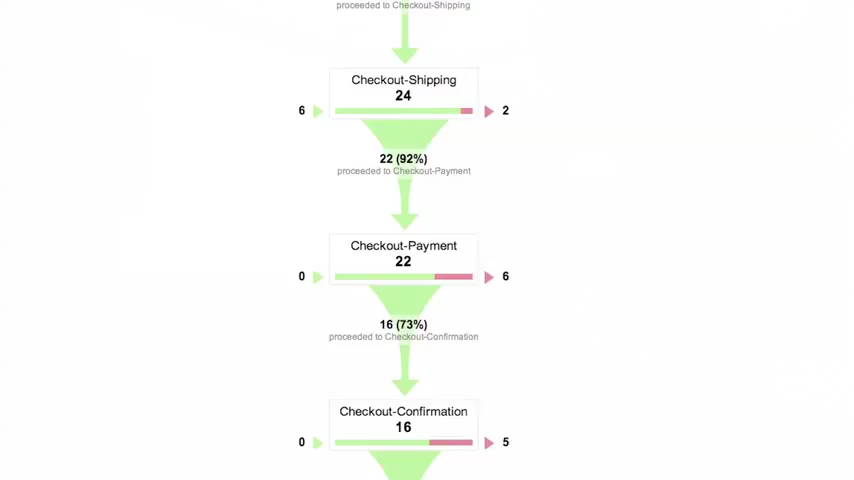 proceeded to Checkout-Shipping
Checkout-Shipping
24
6
2
22 (92%)
proceeded to Checkout-Payment
Checkout-Payment
22
0
6
16 (73%)
proceeded to Checkout-Confirmation
Checkout-Confirmation
16
0
5